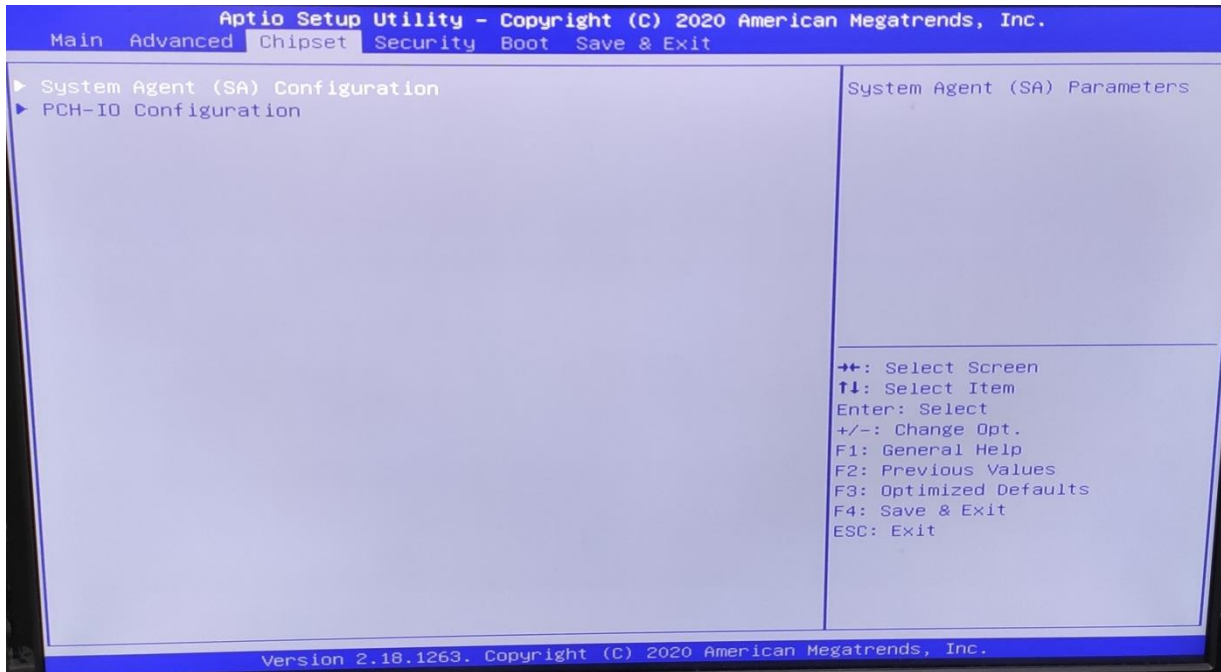 Aptio Setup Utility – Copyright (C) 2020 American Megatrends, Inc.
Main Advanced Chipset Security Boot Save & Exit
► System Agent (SA) Configuration
► PCH-IO Configuration
System Agent (SA) Parameters
→←: Select Screen
↑↓: Select Item
Enter: Select
+/-: Change Opt.
F1: General Help
F2: Previous Values
F3: Optimized Defaults
F4: Save & Exit
ESC: Exit
Version 2.18.1263. Copyright (C) 2020 American Megatrends, Inc.